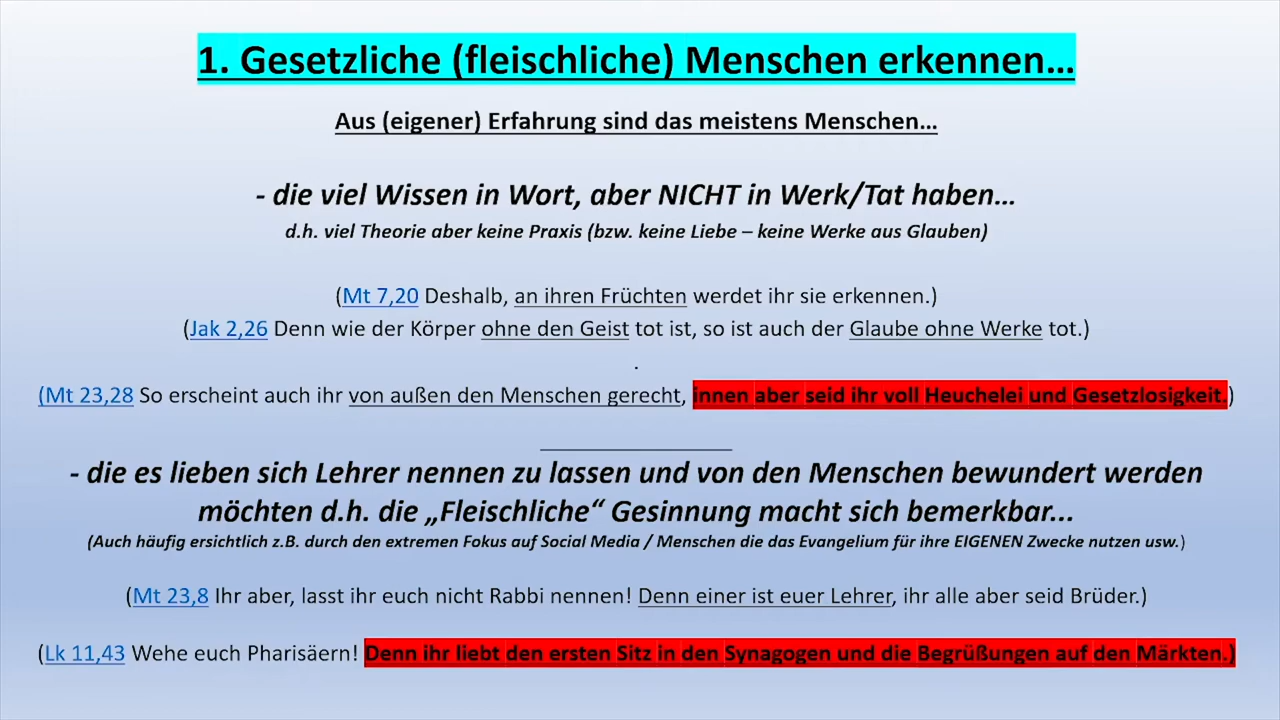 1. Gesetzliche (fleischliche) Menschen erkennen…
Aus (eigener) Erfahrung sind das meistens Menschen…
- die viel Wissen in Wort, aber NICHT in Werk/Tat haben…
d.h. viel Theorie aber keine Praxis (bzw. keine Liebe – keine Werke aus Glauben)
(Mt 7,20 Deshalb, an ihren Früchten werdet ihr sie erkennen.)
(Jak 2,26 Denn wie der Körper ohne den Geist tot ist, so ist auch der Glaube ohne Werke tot.)
.
(Mt 23,28 So erscheint auch ihr von außen den Menschen gerecht, innen aber seid ihr voll Heuchelei und Gesetzlosigkeit.)
- die es lieben sich Lehrer nennen zu lassen und von den Menschen bewundert werden
möchten d.h. die „Fleischliche“ Gesinnung macht sich bemerkbar...
(Auch häufig ersichtlich z.B. durch den extremen Fokus auf Social Media / Menschen die das Evangelium für ihre EIGENEN Zwecke nutzen usw.)
(Mt 23,8 Ihr aber, lasst ihr euch nicht Rabbi nennen! Denn einer ist euer Lehrer, ihr alle aber seid Brüder.)
(Lk 11,43 Wehe euch Pharisäern! Denn ihr liebt den ersten Sitz in den Synagogen und die Begrüßungen auf den Märkten.)